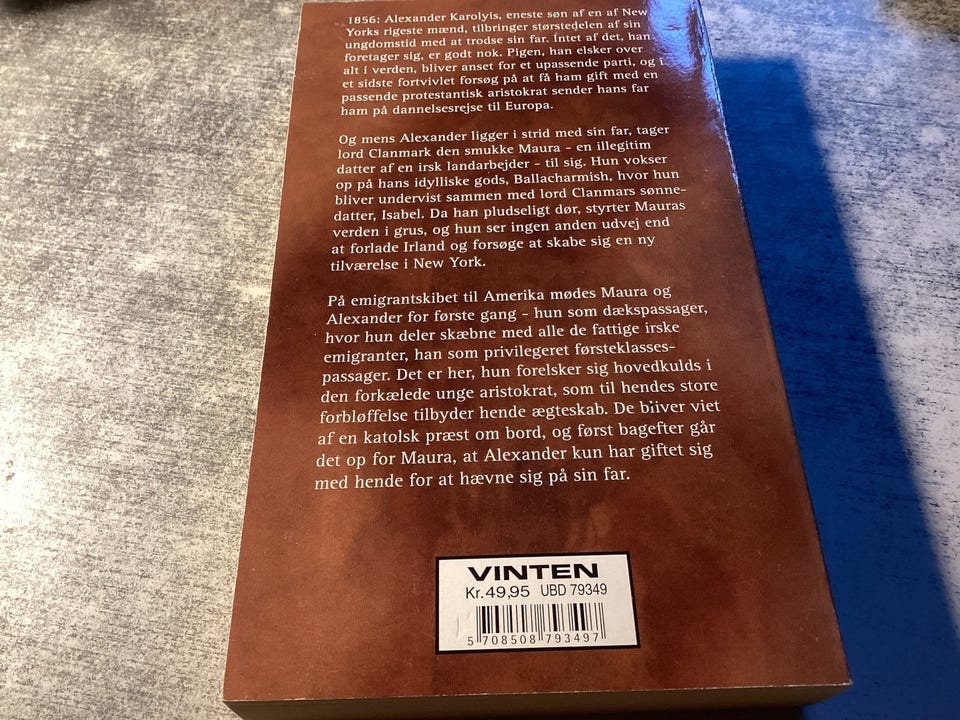 1856: Alexander Karolyis, eneste søn af en af New
Yorks rigeste mænd, tilbringer størstedelen af sin
ungdomstid med at trodse sin far. Intet af det, han
foretager sig, er godt nok. Pigen, han elsker over
alt i verden, bliver anset for et upassende parti, og i
et sidste fortvivlet forsøg på at få ham gift med en
passende protestantisk aristokrat sender hans far
ham på dannelsesrejse til Europa.
Og mens Alexander ligger i strid med sin far, tager
lord Clanmark den smukke Maura - en illegitim
datter af en irsk landarbejder - til sig. Hun vokser
op på hans idylliske gods, Ballacharmish, hvor hun
bliver undervist sammen med lord Clanmars sønne-
datter, Isabel. Da han pludseligt dør, styrter Mauras
verden i grus, og hun ser ingen anden udvej end
at forlade Irland og forsøge at skabe sig en ny
tilværelse i New York.
På emigrantskibet til Amerika mødes Maura og
Alexander for første gang - hun som dækspassager,
hvor hun deler skæbne med alle de fattige irske
emigranter, han som privilegeret førsteklasses-
passager. Det er her, hun forelsker sig hovedkulds i
den forkælede unge aristokrat, som til hendes store
forbløffelse tilbyder hende ægteskab. De bliver viet
af en katolsk præst om bord, og først bagefter går
det op for Maura, at Alexander kun har giftet sig
med hende for at hævne sig på sin far.
VINTEN
Kr.49,95 UBD 79349
5 708508 793497